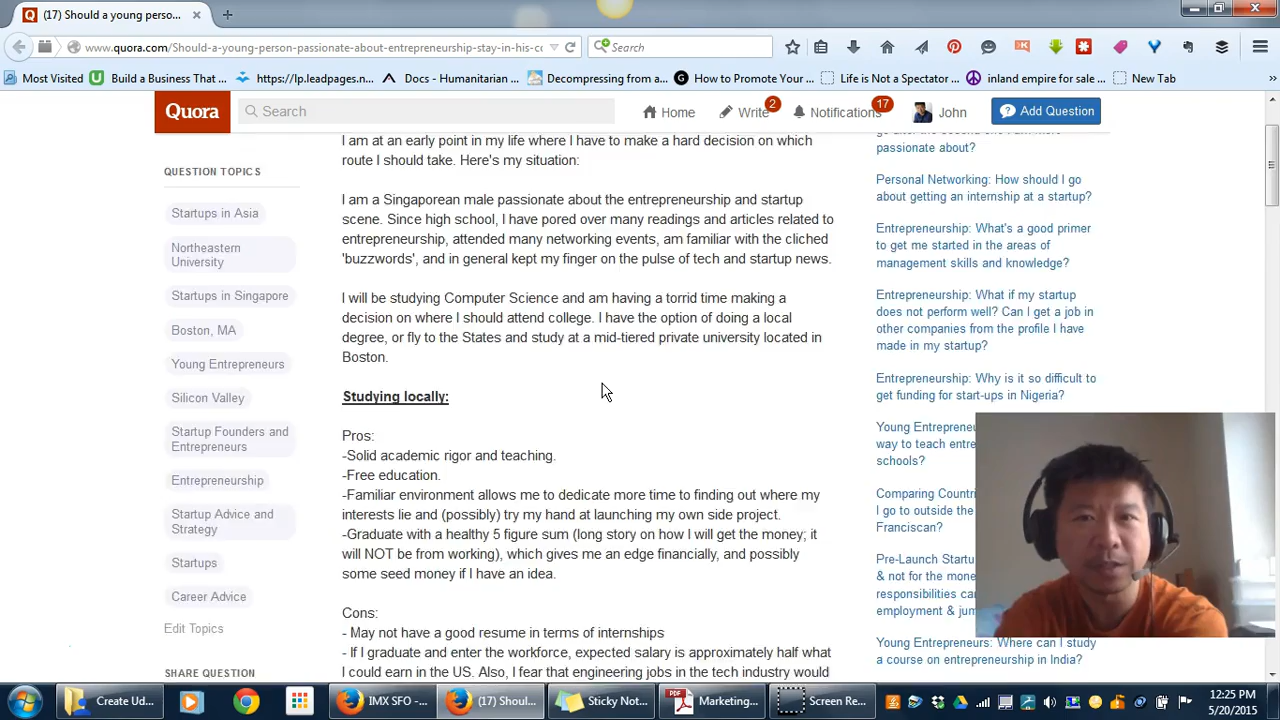 (17) Should a young perso...
www.quora.com/Should-a-young-person-passionate-about-entrepreneurship-stay-in-his-cc
Search
Most Visited
Build a Business That ...
https://lp.leadpages.n...
Docs - Humanitarian ...
Decompressing from a...
How to Promote Your ...
Life is Not a Spectator ...
inland empire for sale ...
New Tab
Quora
Search
Home
Write 2
Notifications 17
John
Add Question
QUESTION TOPICS
Startups in Asia
Northeastern
University
Startups in Singapore
Boston, MA
Young Entrepreneurs
Silicon Valley
Startup Founders and
Entrepreneurs
Entrepreneurship
Startup Advice and
Strategy
Startups
Career Advice
Edit Topics
SHARE QUESTION
I am at an early point in my life where I have to make a hard decision on which
route I should take. Here's my situation:
I am a Singaporean male passionate about the entrepreneurship and startup
scene. Since high school, I have pored over many readings and articles related to
entrepreneurship, attended many networking events, am familiar with the cliched
'buzzwords', and in general kept my finger on the pulse of tech and startup news.
I will be studying Computer Science and am having a torrid time making a
decision on where I should attend college. I have the option of doing a local
degree, or fly to the States and study at a mid-tiered private university located in
Boston.
Studying locally:
Pros:
-Solid academic rigor and teaching.
-Free education.
-Familiar environment allows me to dedicate more time to finding out where my
interests lie and (possibly) try my hand at launching my own side project.
-Graduate with a healthy 5 figure sum (long story on how I will get the money; it
will NOT be from working), which gives me an edge financially, and possibly
some seed money if I have an idea.
Cons:
- May not have a good resume in terms of internships
- If I graduate and enter the workforce, expected salary is approximately half what
I could earn in the US. Also, I fear that engineering jobs in the tech industry would
passionate about?
Personal Networking: How should I go
about getting an internship at a startup?
Entrepreneurship: What's a good primer
to get me started in the areas of
management skills and knowledge?
Entrepreneurship: What if my startup
does not perform well? Can I get a job in
other companies from the profile I have
made in my startup?
Entrepreneurship: Why is it so difficult to
get funding for start-ups in Nigeria?
Young Entrepreneu
way to teach entre
schools?
Comparing Countri
I go to outside the
Franciscan?
Pre-Launch Startu
& not for the mone
responsibilities ca
employment & jum
Young Entrepreneurs: Where can I study
a course on entrepreneurship in India?
Create Ud...
IMX SFO -...
(17) Shoul...
Sticky Not...
Marketing...
Screen Re...
12:25 PM
5/20/2015